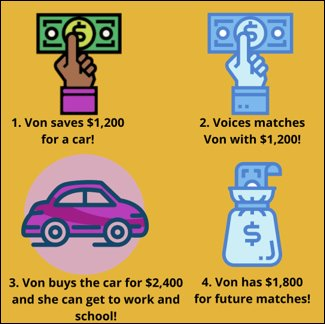 1. Von saves $1,200
for a car!
2. Voices matches
Von with $1,200!
3. Von buys the car for $2,400
and she can get to work and
school!
4. Von has $1,800
for future matches!